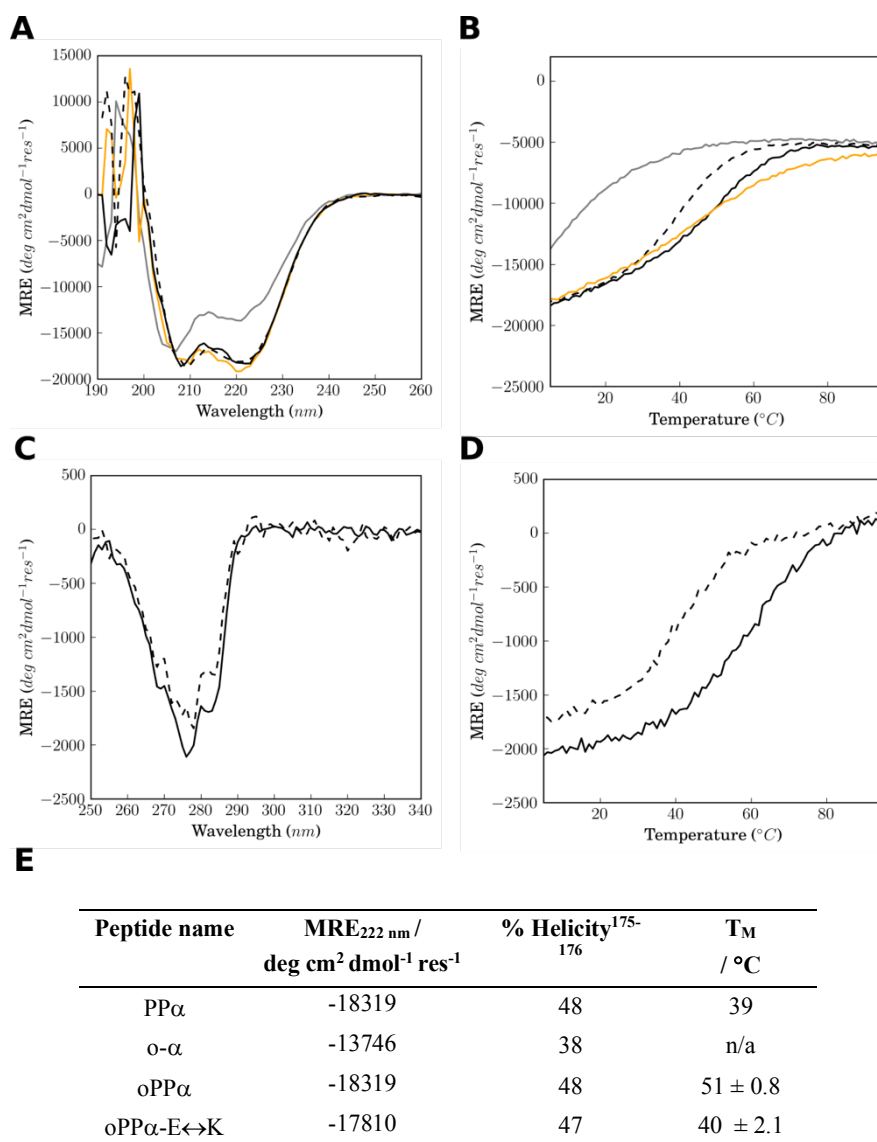 A
15000
10000
5000
0
−5000
−10000
−15000
−20000
MRE (deg cm²dmol⁻¹res⁻¹)
190 200 210 220 230 240 250 260
Wavelength (nm)
B
0
−5000
−10000
−15000
−20000
−25000
MRE (deg cm²dmol⁻¹res⁻¹)
20 40 60 80
Temperature (°C)
C
500
0
−500
−1000
−1500
−2000
−2500
MRE (deg cm²dmol⁻¹res⁻¹)
250 260 270 280 290 300 310 320 330 340
Wavelength (nm)
D
500
0
−500
−1000
−1500
−2000
−2500
MRE (deg cm²dmol⁻¹res⁻¹)
20 40 60 80
Temperature (°C)
E
Peptide name MRE₂₂₂ ₙₘ / % Helicity¹⁷⁵⁻ T_M
deg cm² dmol⁻¹ res⁻¹ ¹⁷⁶ / °C
PPα -18319 48 39
o-α -13746 38 n/a
oPPα -18319 48 51 ± 0.8
oPPα-E↔K -17810 47 40 ± 2.1